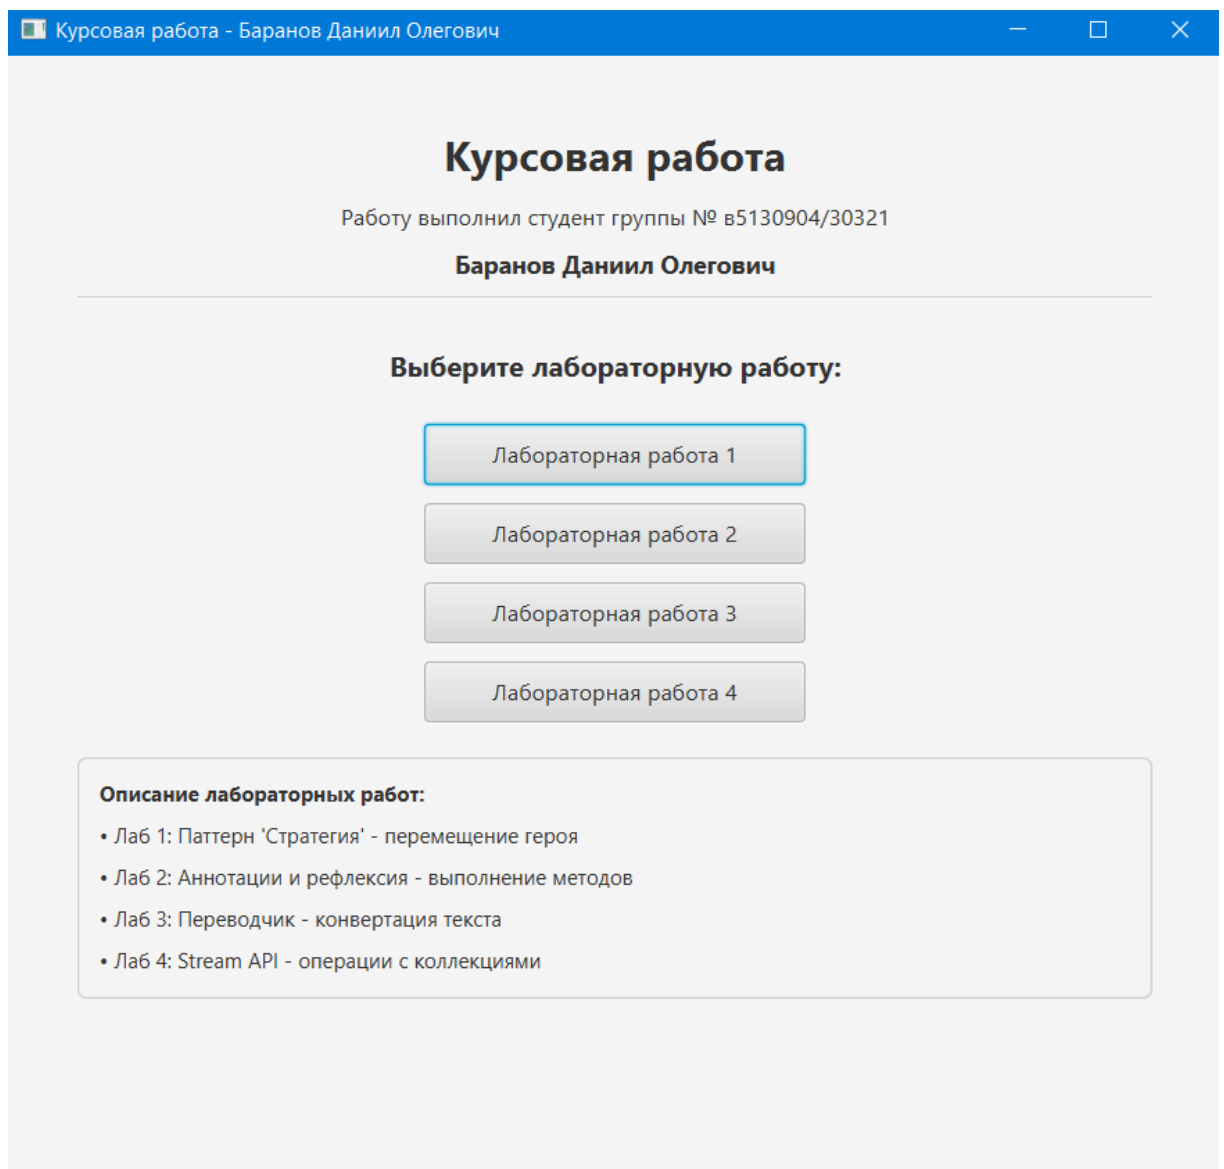 Курсовая работа - Баранов Даниил Олегович
Курсовая работа
Работу выполнил студент группы № в5130904/30321
Баранов Даниил Олегович
Выберите лабораторную работу:
Лабораторная работа 1
Лабораторная работа 2
Лабораторная работа 3
Лабораторная работа 4
Описание лабораторных работ:
• Лаб 1: Паттерн 'Стратегия' - перемещение героя
• Лаб 2: Аннотации и рефлексия - выполнение методов
• Лаб 3: Переводчик - конвертация текста
• Лаб 4: Stream API - операции с коллекциями